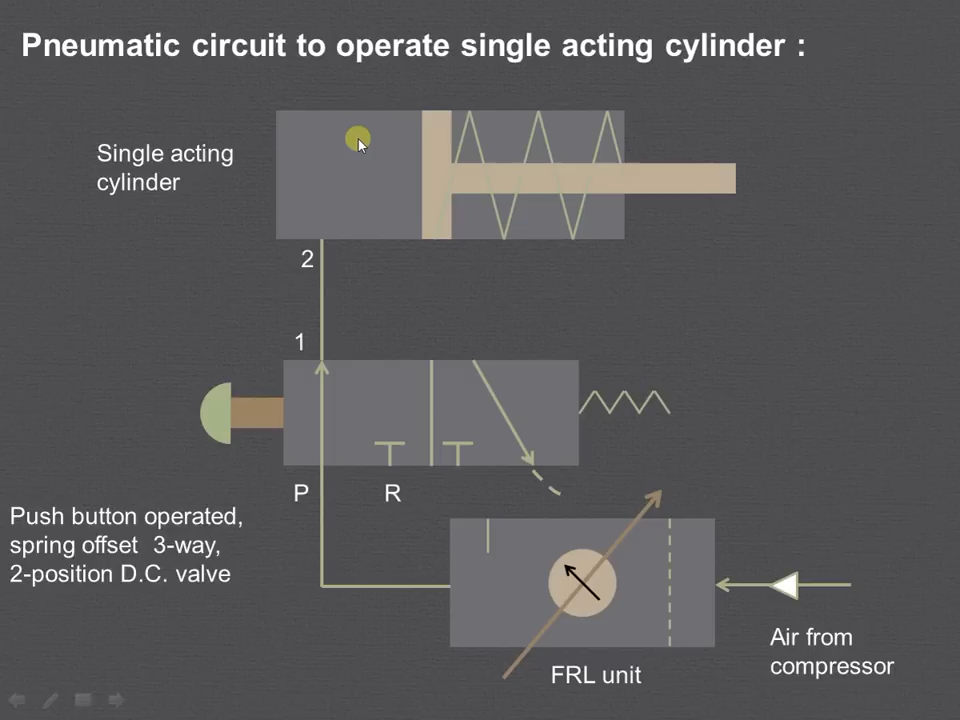 Pneumatic circuit to operate single acting cylinder :
Single acting
cylinder
2
1
P
R
Push button operated,
spring offset 3-way,
2-position D.C. valve
FRL unit
Air from
compressor